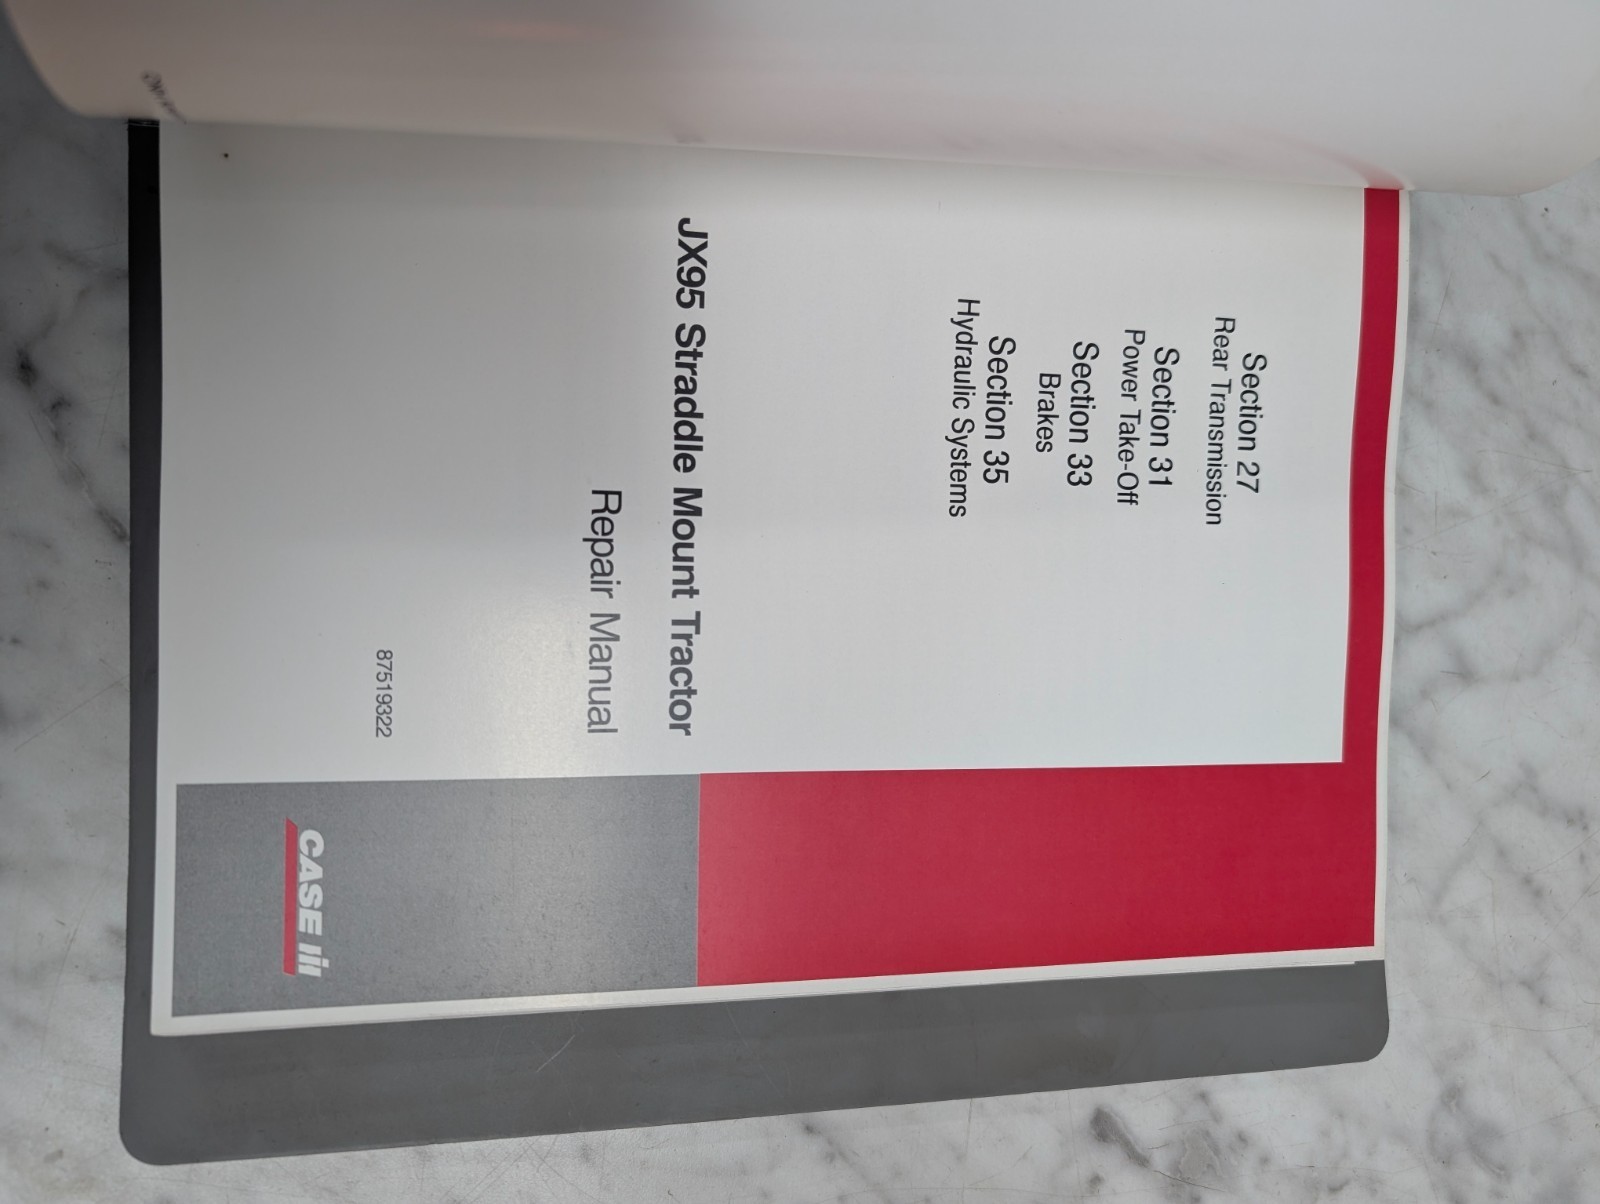 Section 27
Rear Transmission
Section 31
Power Take-Off
Section 33
Brakes
Section 35
Hydraulic Systems
JX95 Straddle Mount Tractor
Repair Manual
87519322
CASE IH